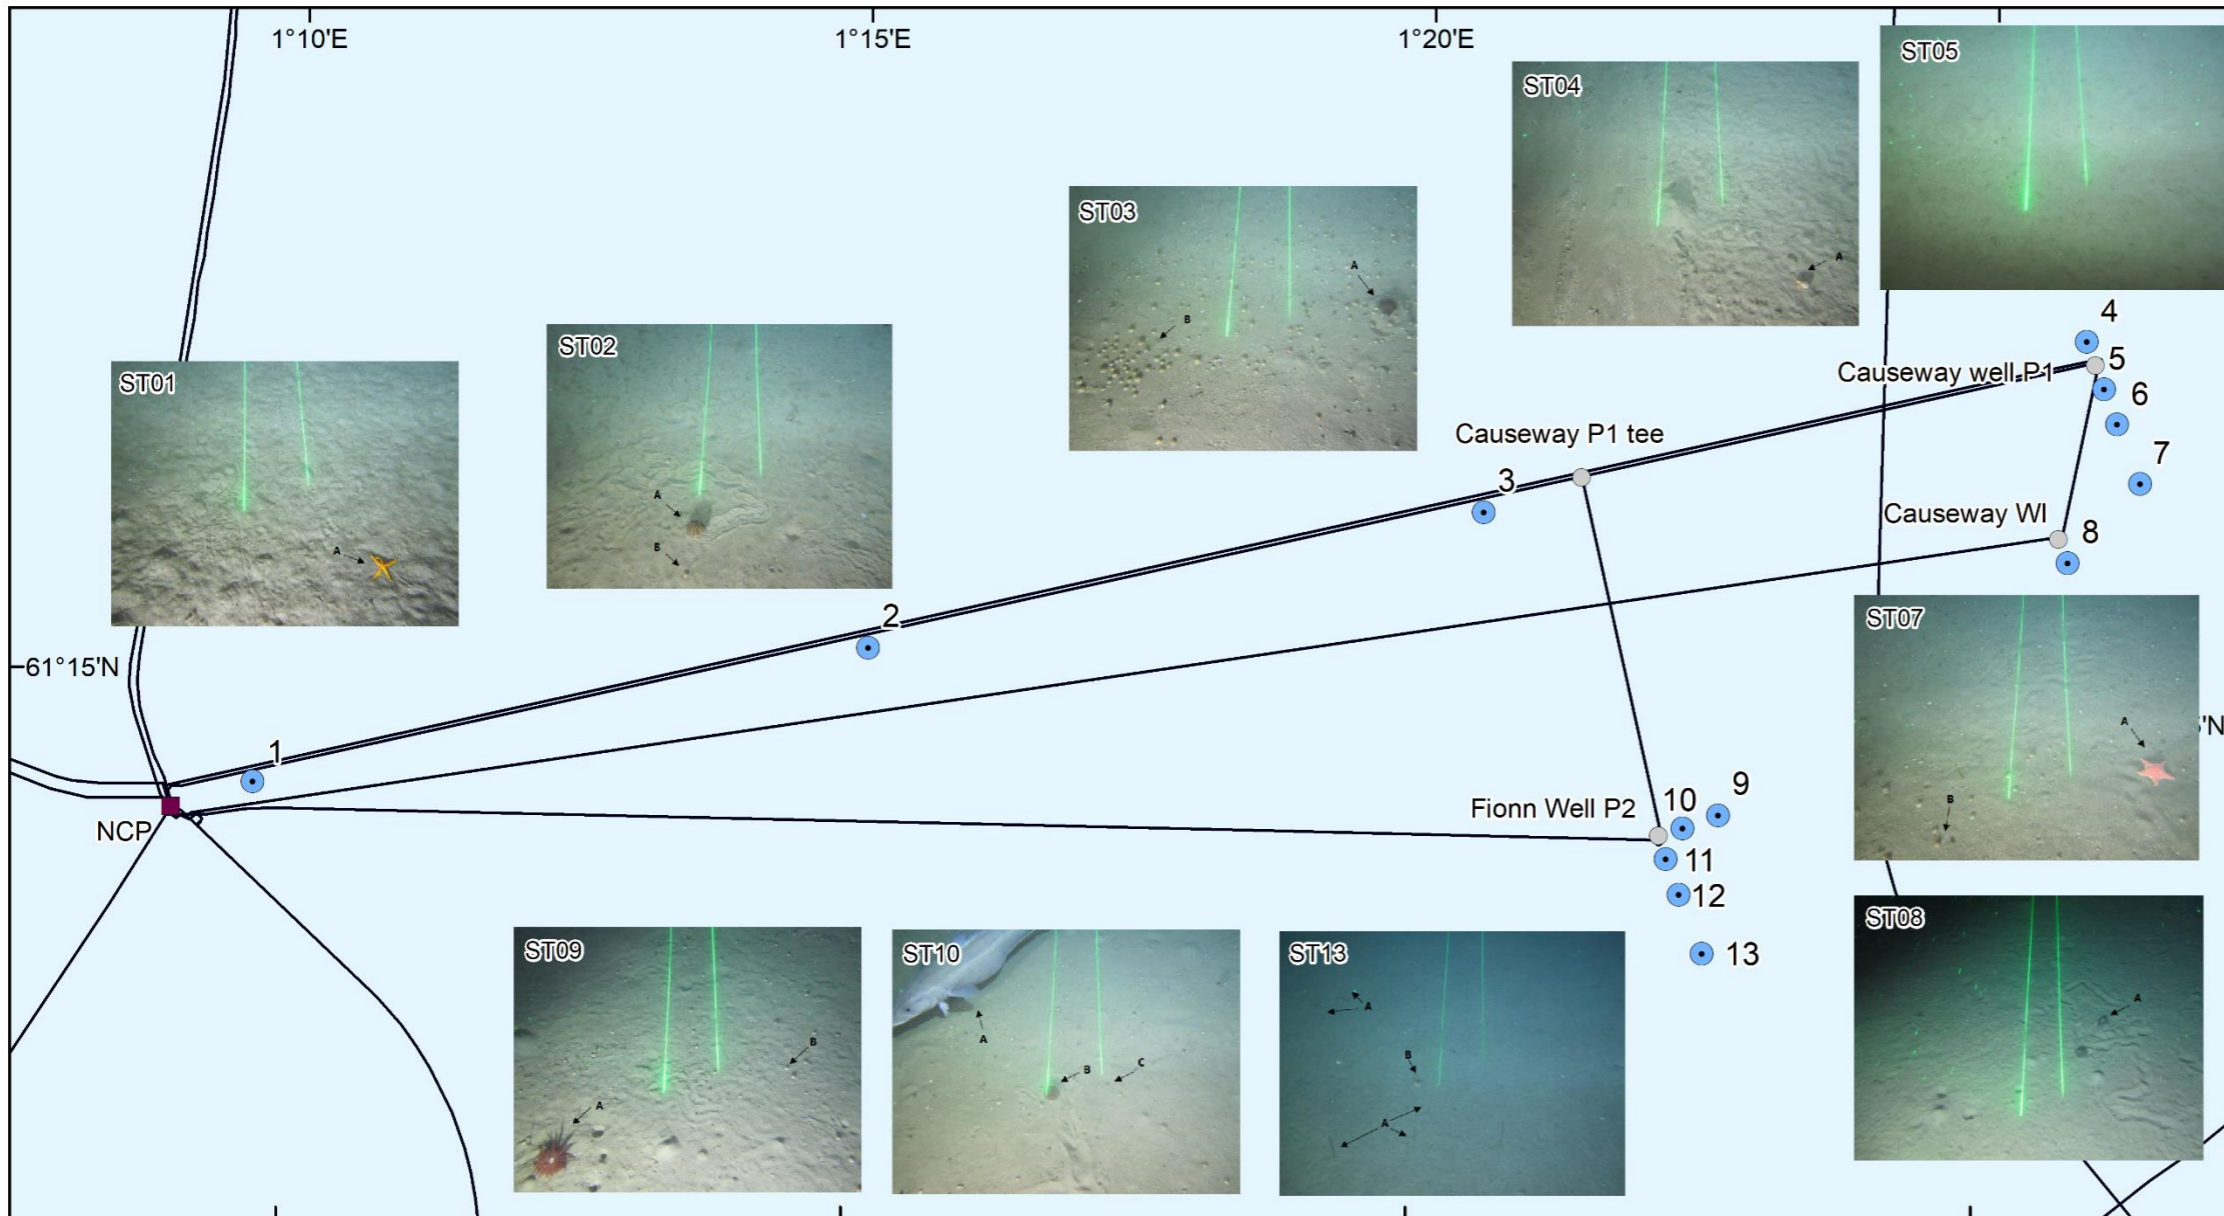 1°10'E
1°15'E
1°20'E
ST05
ST04
ST03
A
B
A
4
5
Causeway well P1
6
ST02
ST01
A
B
A
Causeway P1 tee
3
7
Causeway WI
8
2
ST07
A
B
61°15'N
'N
1
NCP
Fionn Well P2
10
9
11
12
13
ST08
A
ST09
A
B
ST10
A
B
C
ST13
A
B
A